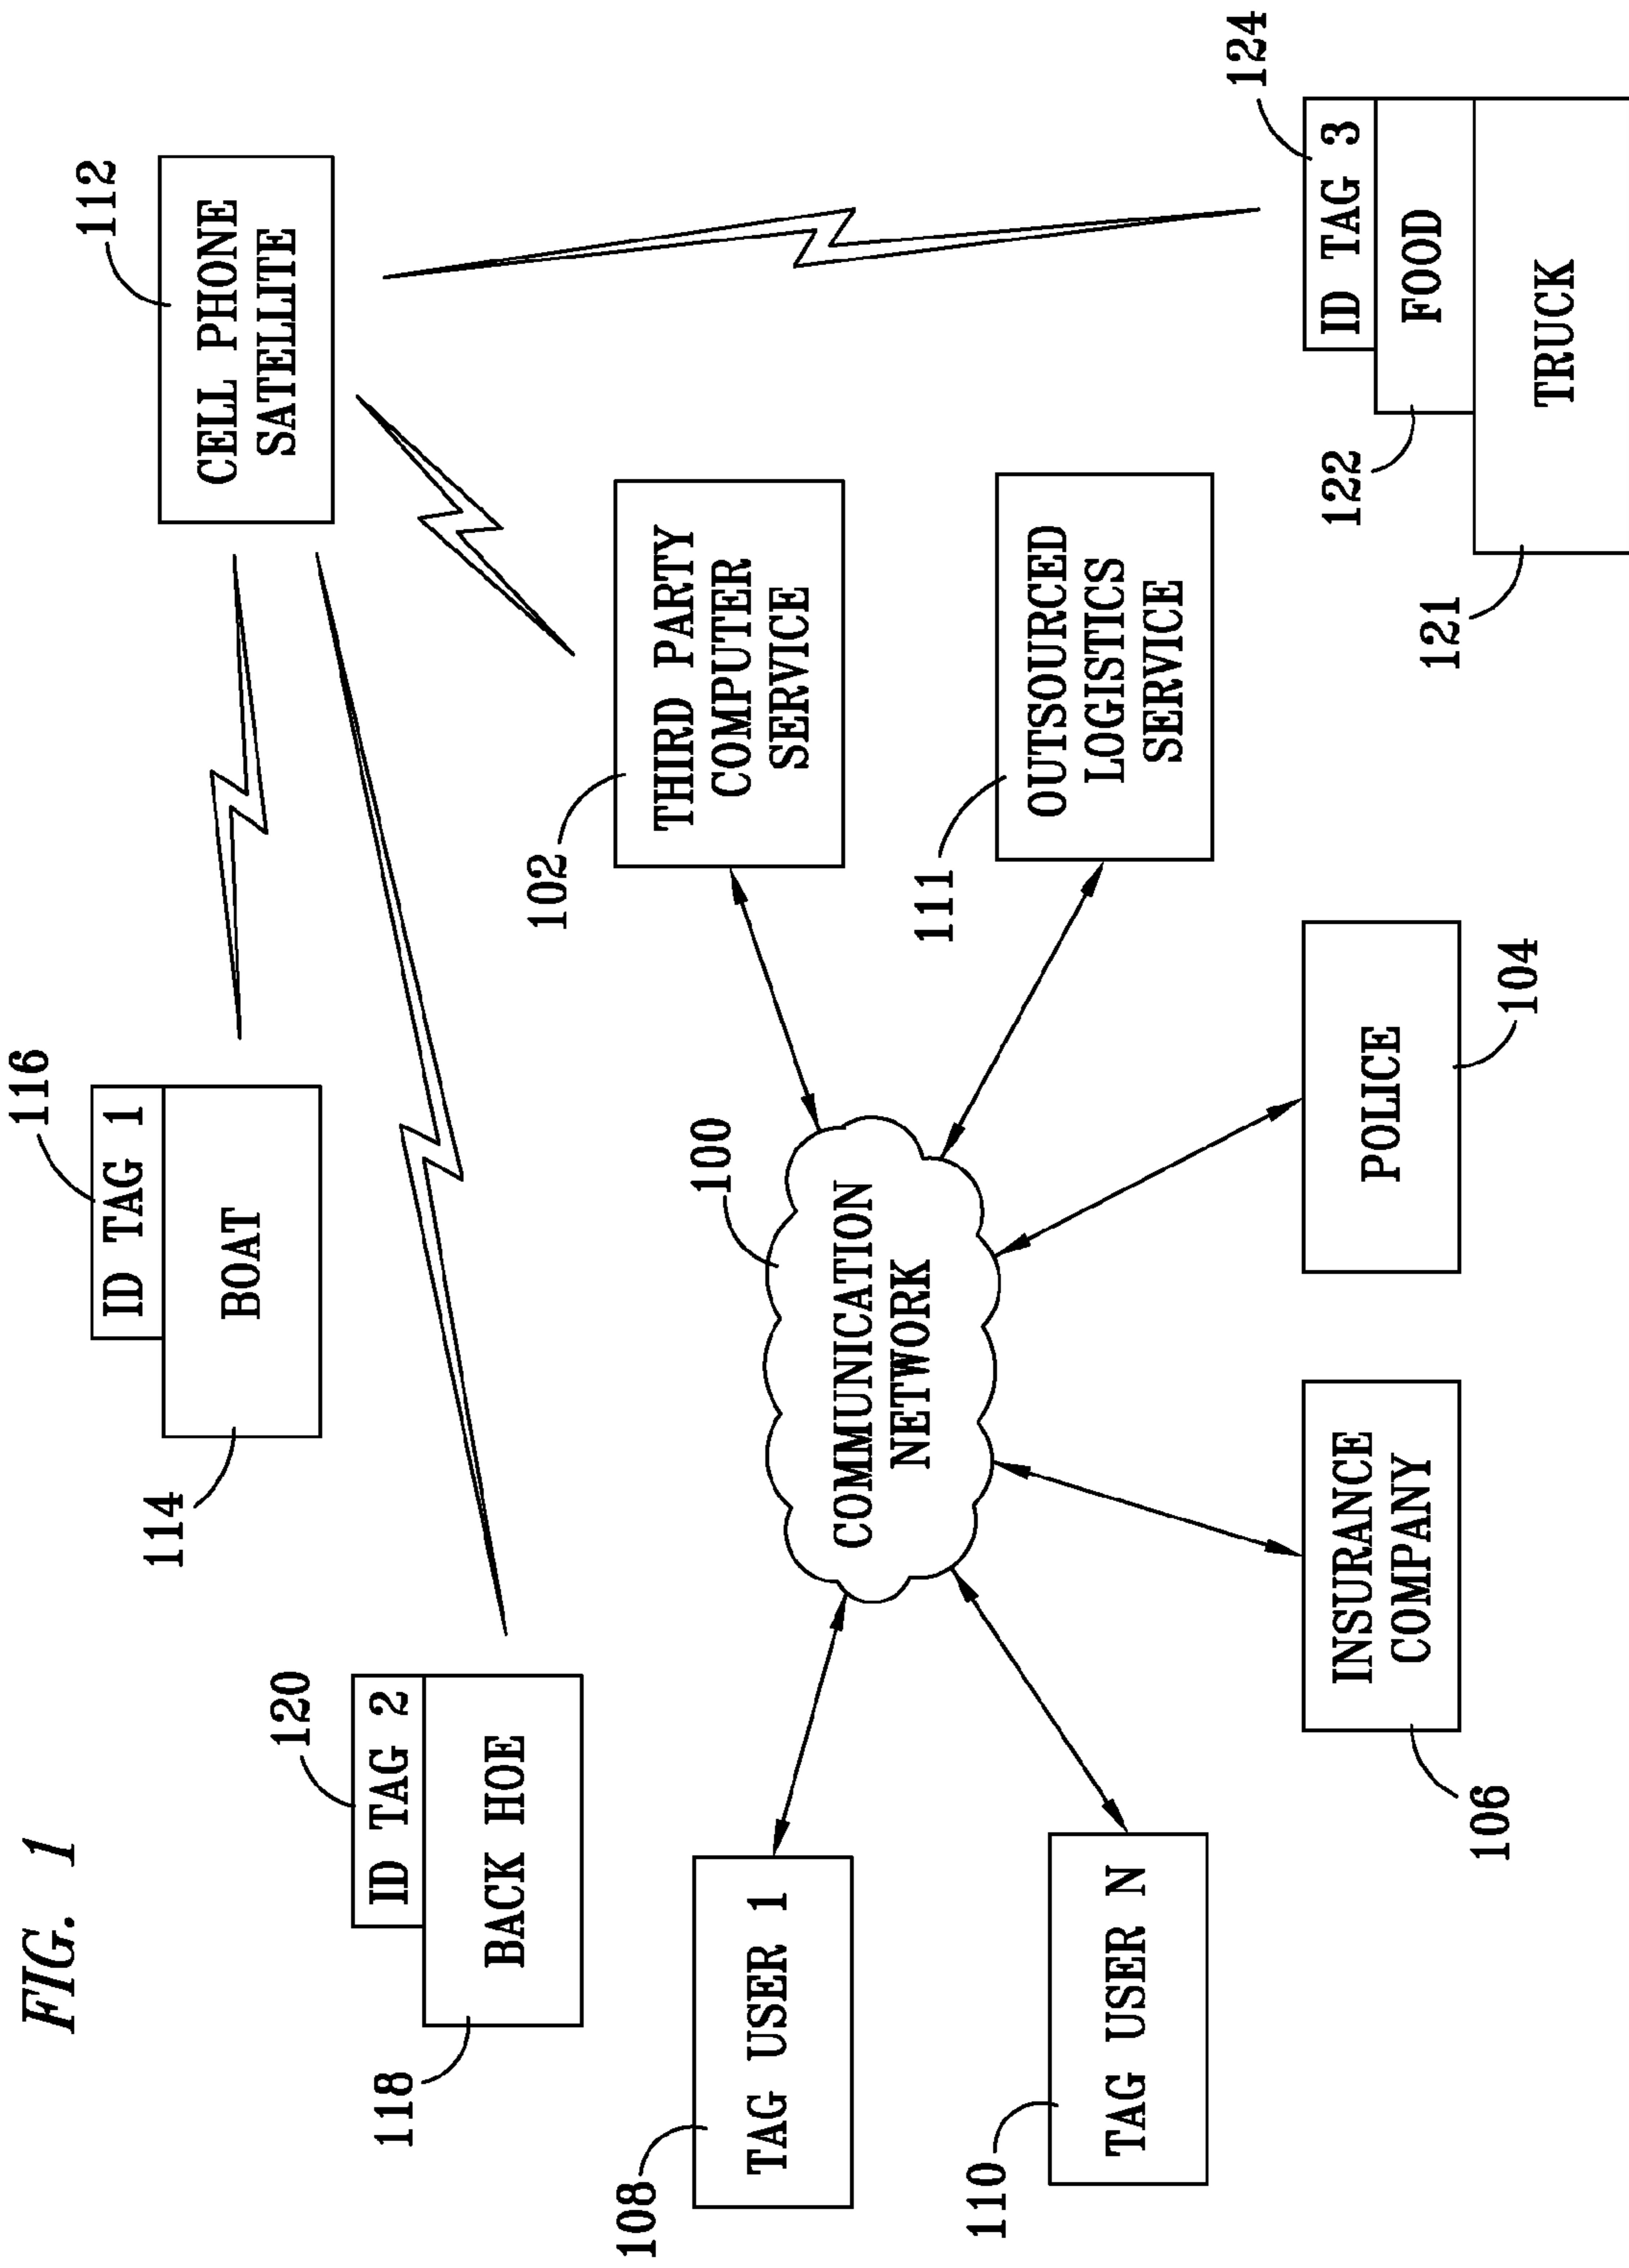 FIG. 1
116
ID TAG 1
BOAT
114
112
CELL PHONE
SATELLITE
120
ID TAG 2
BACK HOE
118
102
THIRD PARTY
COMPUTER
SERVICE
108
TAG USER 1
100
COMMUNICATION
NETWORK
111
OUTSOURCED
LOGISTICS
SERVICE
110
TAG USER N
124
ID TAG 3
122
FOOD
121
TRUCK
INSURANCE
COMPANY
106
POLICE
104